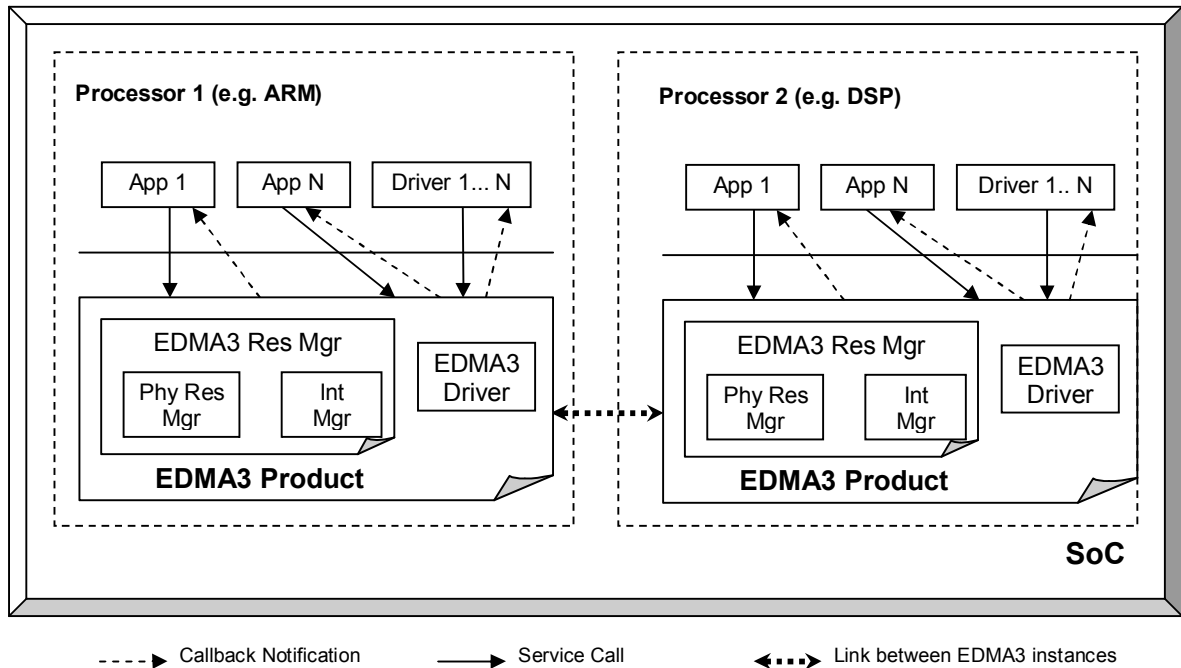 Processor 1 (e.g. ARM)
App 1
App N
Driver 1... N
EDMA3 Res Mgr
Phy Res
Mgr
Int
Mgr
EDMA3
Driver
EDMA3 Product
Processor 2 (e.g. DSP)
App 1
App N
Driver 1.. N
EDMA3 Res Mgr
Phy Res
Mgr
Int
Mgr
EDMA3
Driver
EDMA3 Product
SoC
Callback Notification
Service Call
Link between EDMA3 instances